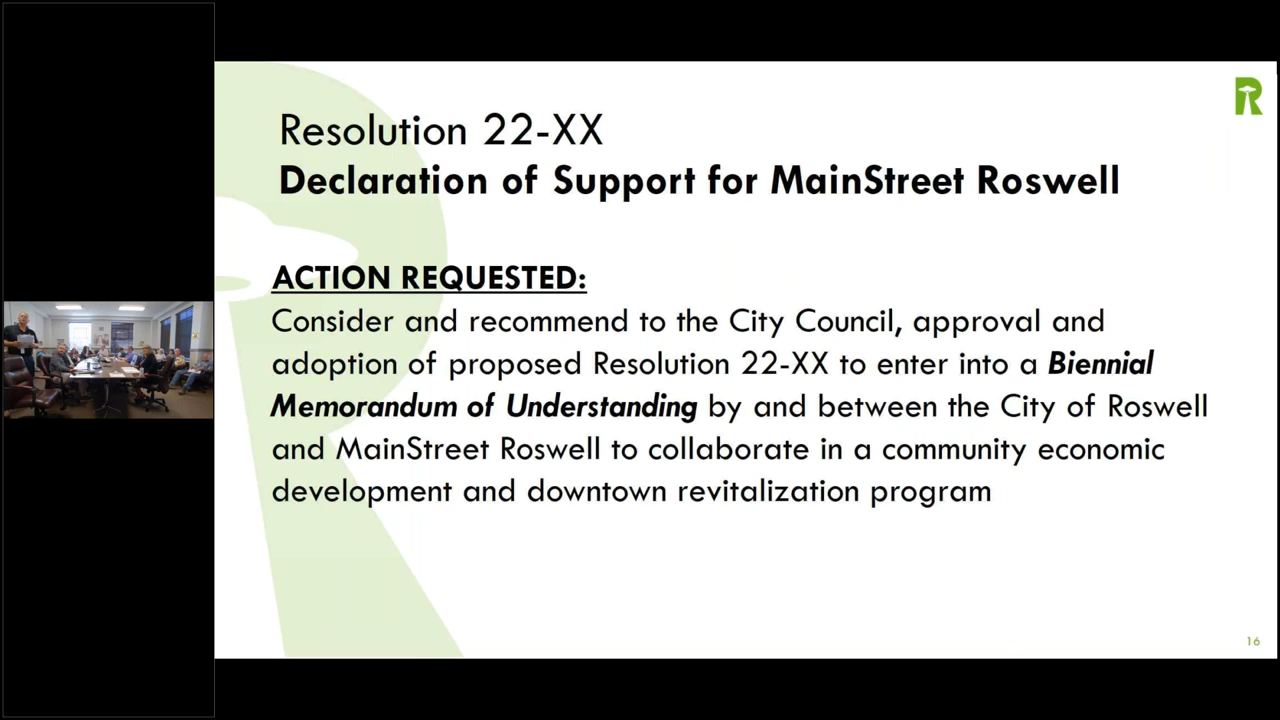 R
Resolution 22-XX
Declaration of Support for MainStreet Roswell
ACTION REQUESTED:
Consider and recommend to the City Council, approval and
adoption of proposed Resolution 22-XX to enter into a Biennial
Memorandum of Understanding by and between the City of Roswell
and MainStreet Roswell to collaborate in a community economic
development and downtown revitalization program
16